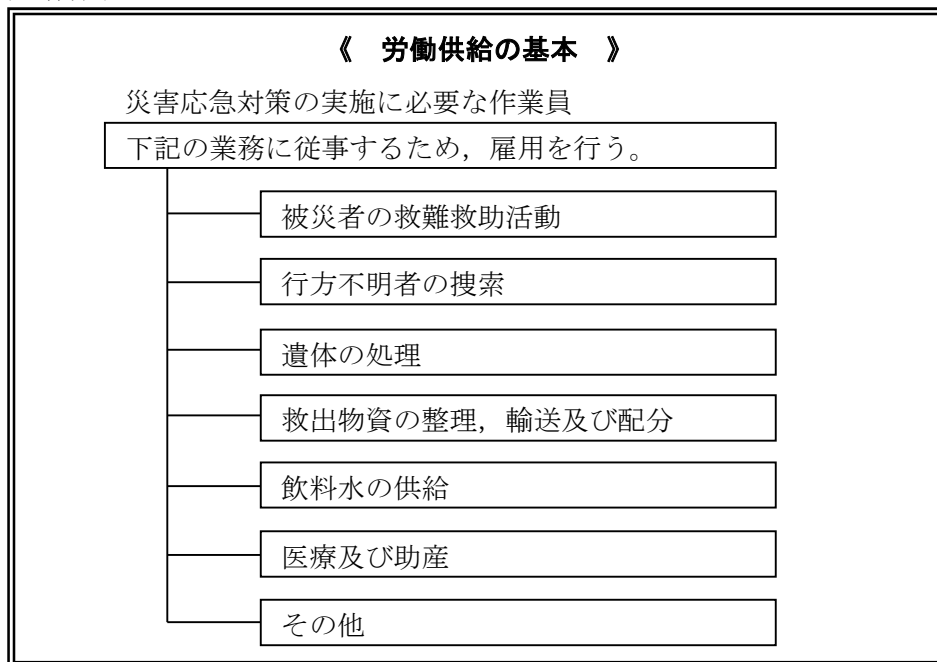 《 労働供給の基本 》
災害応急対策の実施に必要な作業員
下記の業務に従事するため，雇用を行う。
被災者の救難救助活動
行方不明者の捜索
遺体の処理
救出物資の整理，輸送及び配分
飲料水の供給
医療及び助産
その他